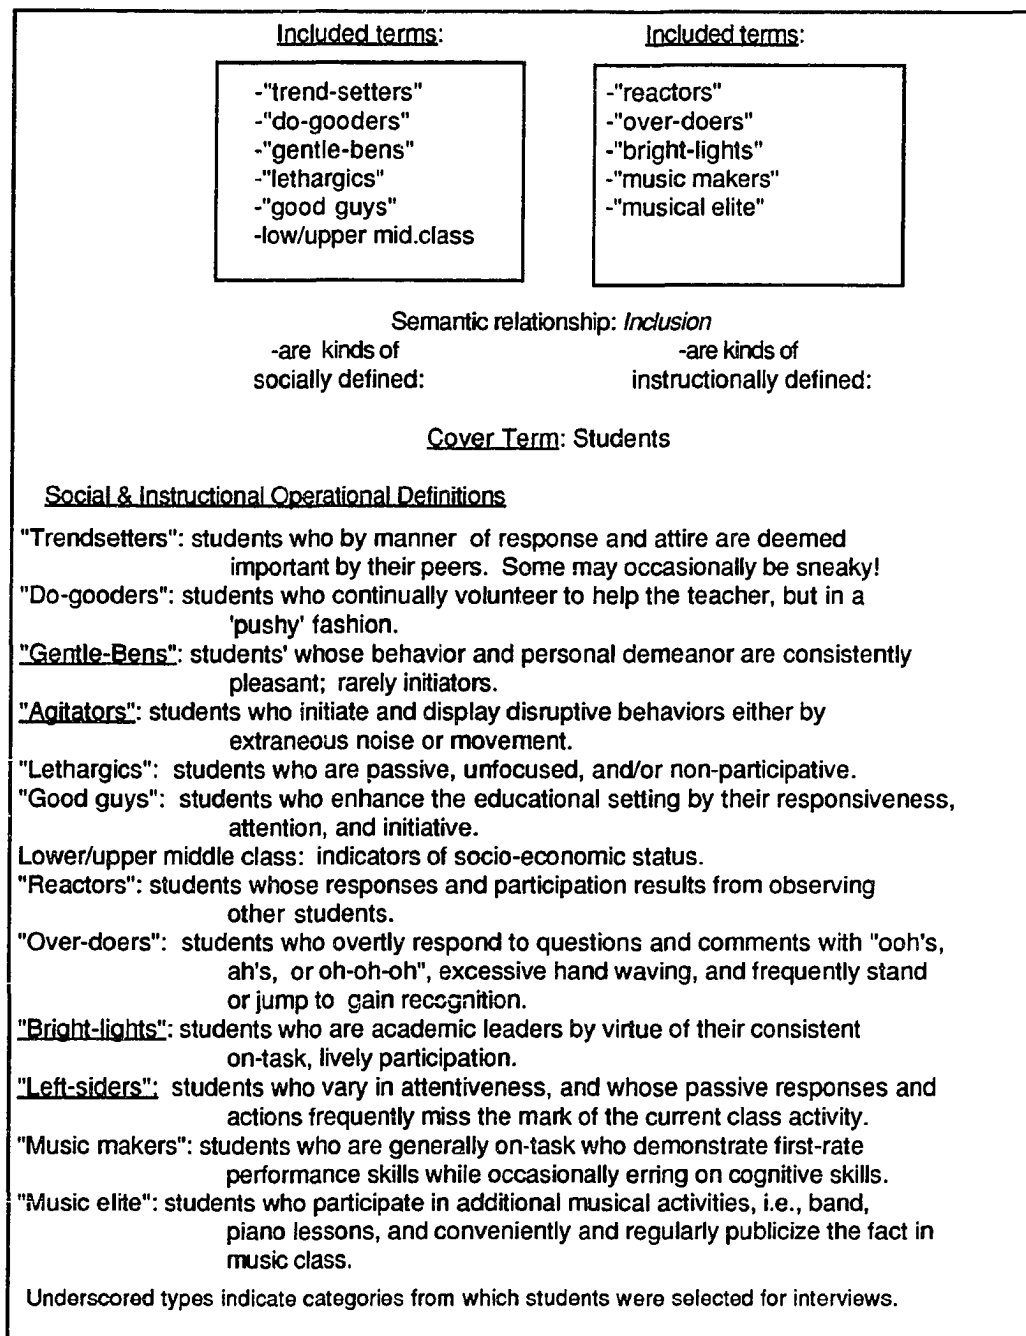 Included terms: Included terms:
-"trend-setters"
-"do-gooders"
-"gentle-bens"
-"lethargics"
-"good guys"
-low/upper mid.class
-"reactors"
-"over-doers"
-"bright-lights"
-"music makers"
-"musical elite"
Semantic relationship: Inclusion
-are kinds of -are kinds of
socially defined: instructionally defined:
Cover Term: Students
Social & Instructional Operational Definitions
"Trendsetters": students who by manner of response and attire are deemed
important by their peers. Some may occasionally be sneaky!
"Do-gooders": students who continually volunteer to help the teacher, but in a
'pushy' fashion.
"Gentle-Bens": students' whose behavior and personal demeanor are consistently
pleasant; rarely initiators.
"Agitators": students who initiate and display disruptive behaviors either by
extraneous noise or movement.
"Lethargics": students who are passive, unfocused, and/or non-participative.
"Good guys": students who enhance the educational setting by their responsiveness,
attention, and initiative.
Lower/upper middle class: indicators of socio-economic status.
"Reactors": students whose responses and participation results from observing
other students.
"Over-doers": students who overtly respond to questions and comments with "ooh's,
ah's, or oh-oh-oh", excessive hand waving, and frequently stand
or jump to gain recognition.
"Bright-lights": students who are academic leaders by virtue of their consistent
on-task, lively participation.
"Left-siders": students who vary in attentiveness, and whose passive responses and
actions frequently miss the mark of the current class activity.
"Music makers": students who are generally on-task who demonstrate first-rate
performance skills while occasionally erring on cognitive skills.
"Music elite": students who participate in additional musical activities, i.e., band,
piano lessons, and conveniently and regularly publicize the fact in
music class.
Underscored types indicate categories from which students were selected for interviews.